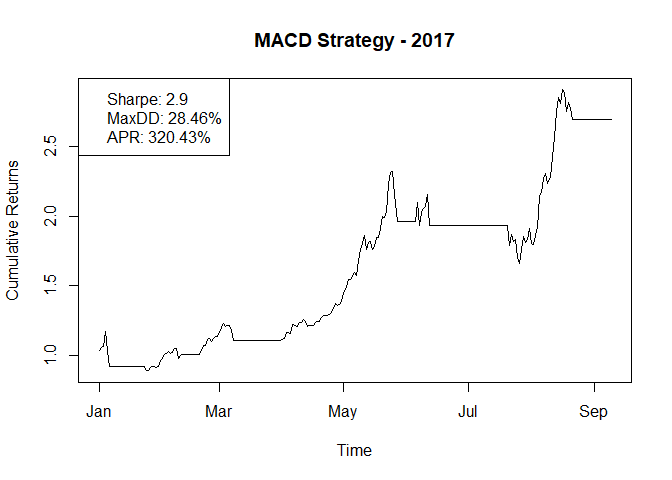 MACD Strategy - 2017
Sharpe: 2.9
MaxDD: 28.46%
APR: 320.43%
Cumulative Returns
2.5
2.0
1.5
1.0
Jan Mar May Jul Sep
Time